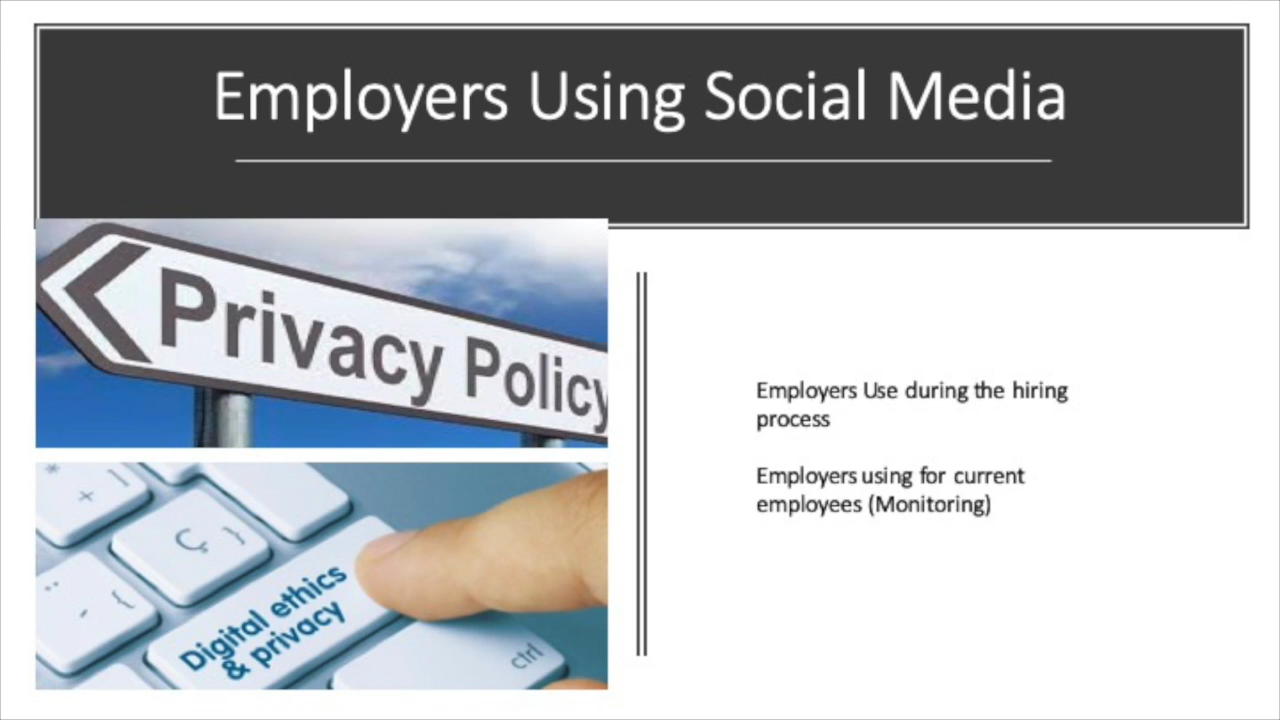 Employers Using Social Media
Privacy Policy
Employers Use during the hiring
process
Employers using for current
employees (Monitoring)
* +
Ç }
¨ - {
Digital ethics
& privacy
ctrl